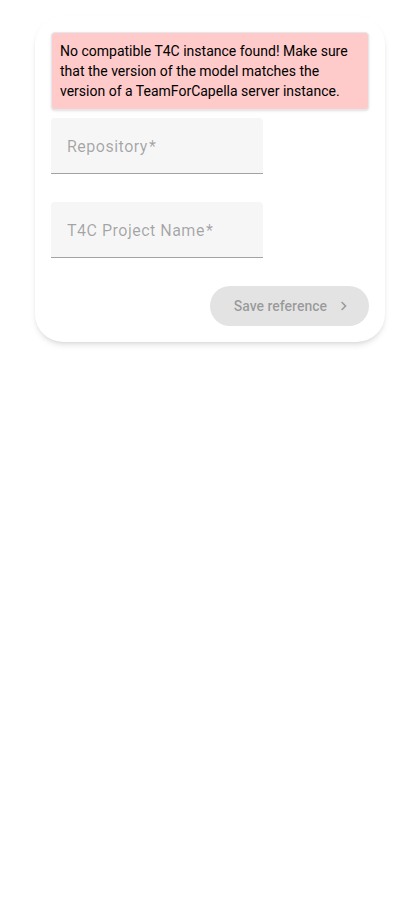 No compatible T4C instance found! Make sure
that the version of the model matches the
version of a TeamForCapella server instance.
Repository*
T4C Project Name*
Save reference